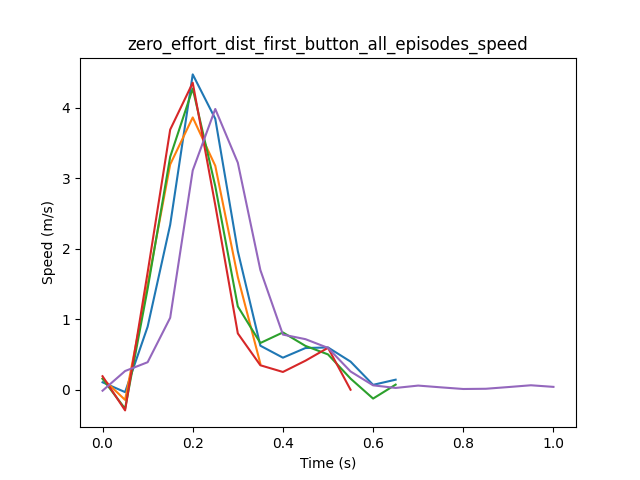 zero_effort_dist_first_button_all_episodes_speed
Speed (m/s)
4
3
2
1
0
0.0 0.2 0.4 0.6 0.8 1.0
Time (s)